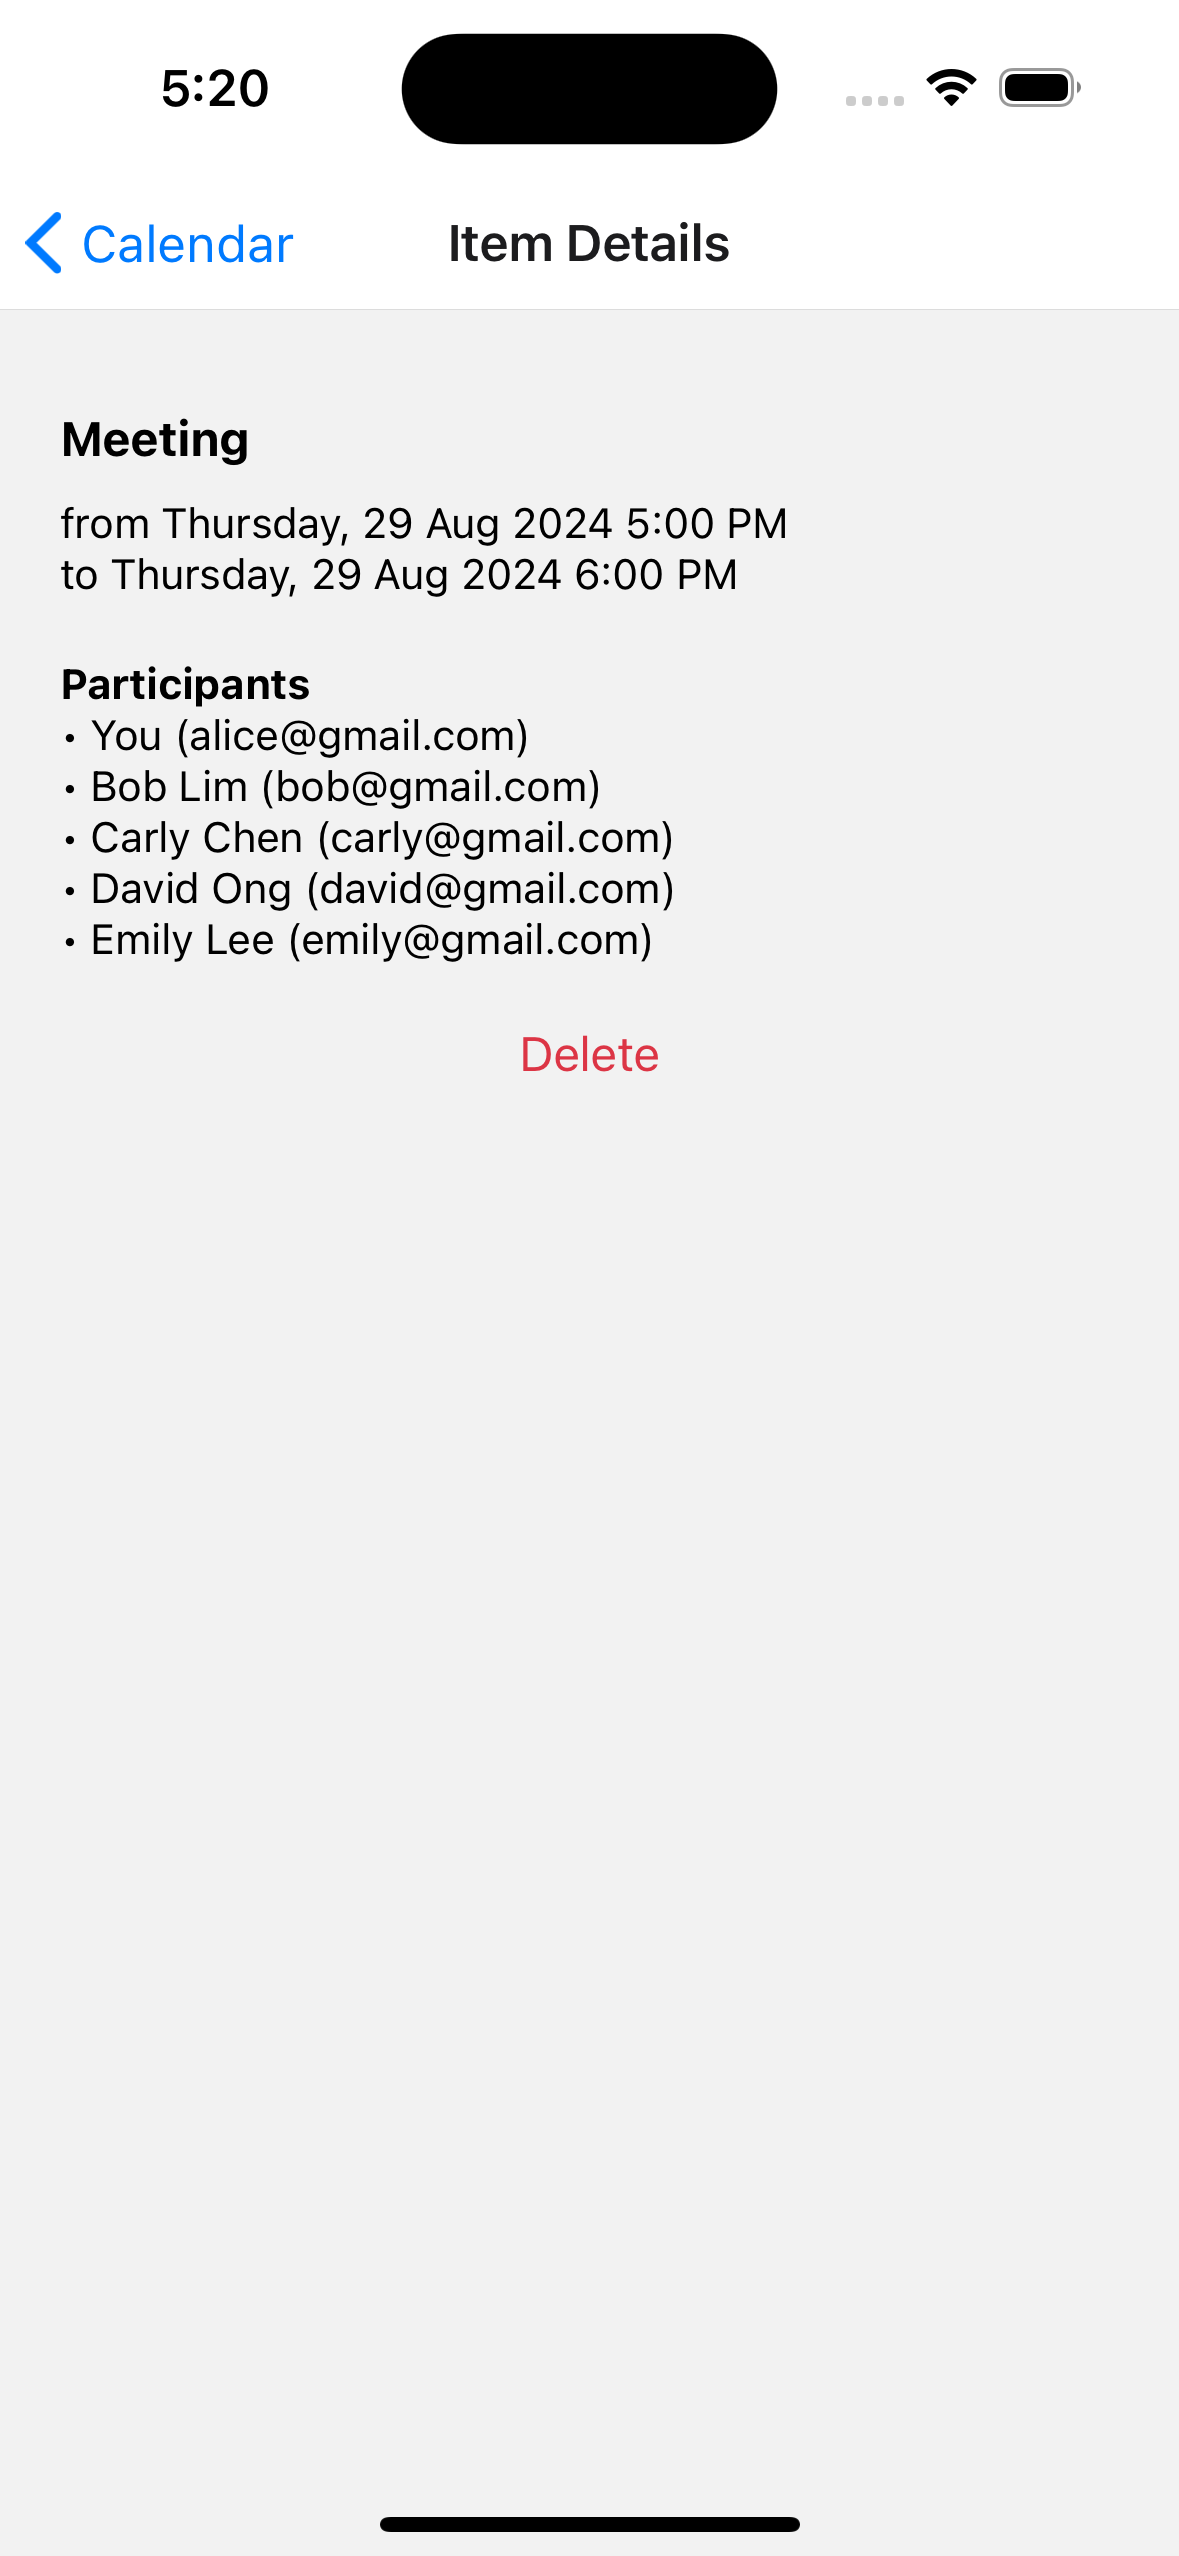 5:20
Calendar
Item Details
Meeting
from Thursday, 29 Aug 2024 5:00 PM
to Thursday, 29 Aug 2024 6:00 PM
Participants
• You (alice@gmail.com)
• Bob Lim (bob@gmail.com)
• Carly Chen (carly@gmail.com)
• David Ong (david@gmail.com)
• Emily Lee (emily@gmail.com)
Delete